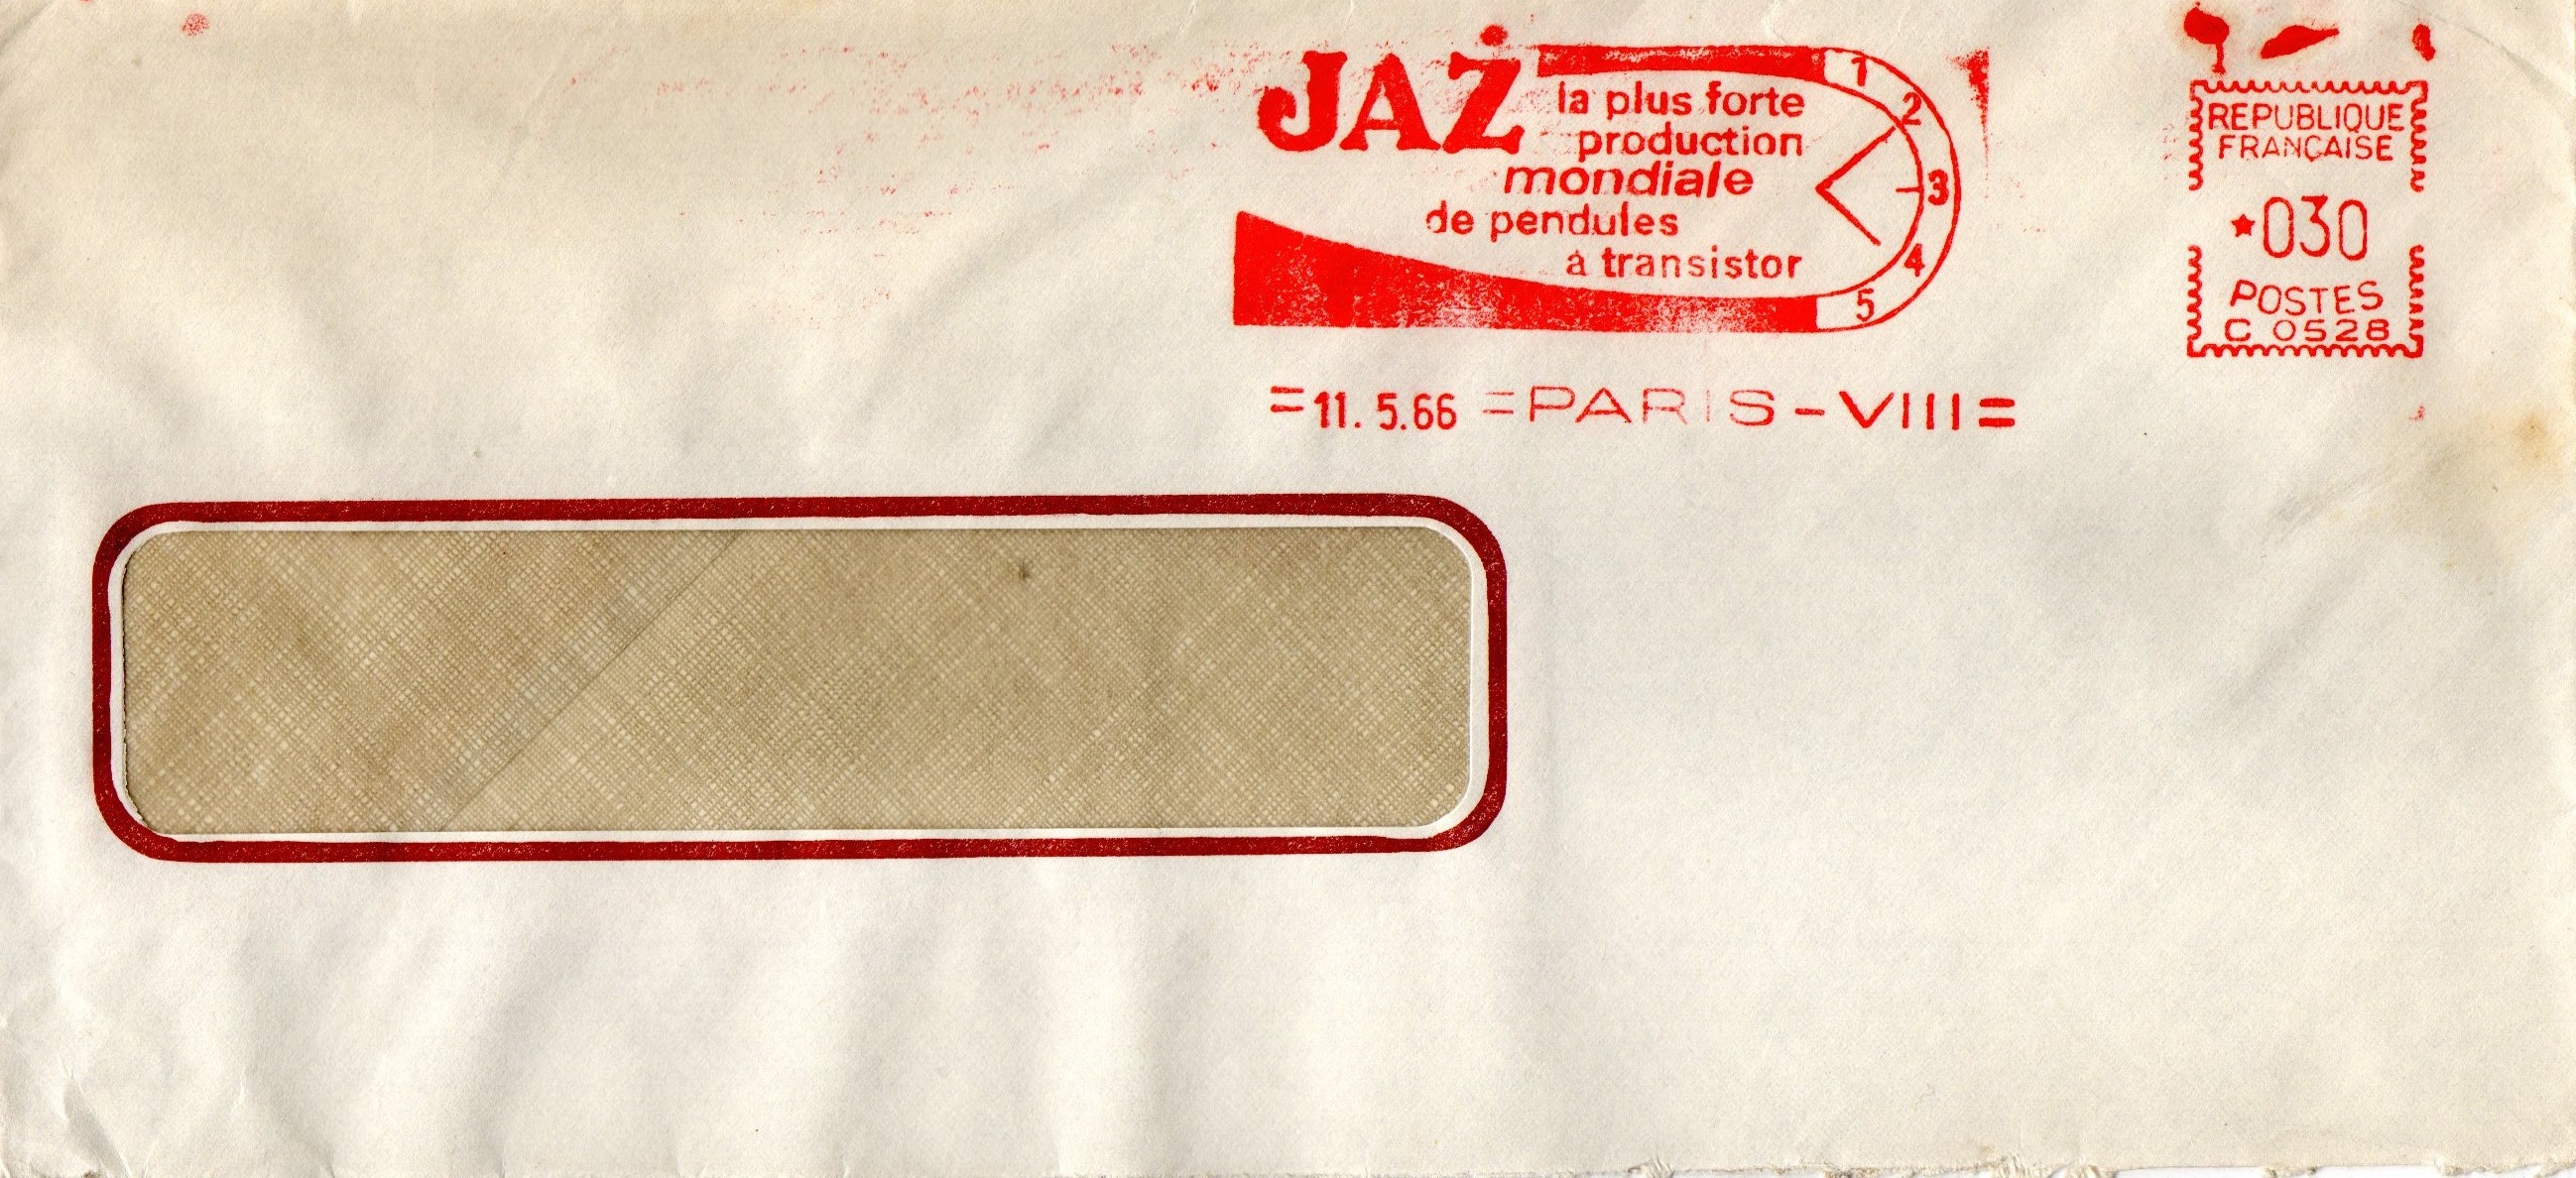 JAZ
la plus forte
production
mondiale
de pendules
à transistor
1
2
3
4
5
REPUBLIQUE
FRANÇAISE
*030
POSTES
C 0528
=11. 5.66 =PARIS-VIII=